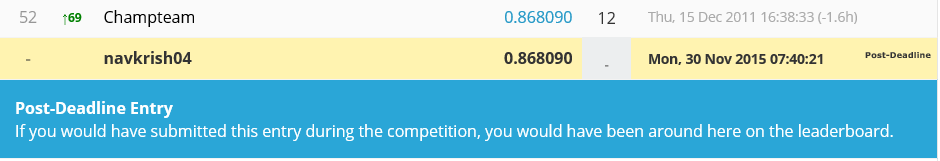 52 ↑69 Champteam 0.868090 12 Thu, 15 Dec 2011 16:38:33 (-1.6h)
- navkrish04 0.868090 - Mon, 30 Nov 2015 07:40:21 Post-Deadline
Post-Deadline Entry
If you would have submitted this entry during the competition, you would have been around here on the leaderboard.